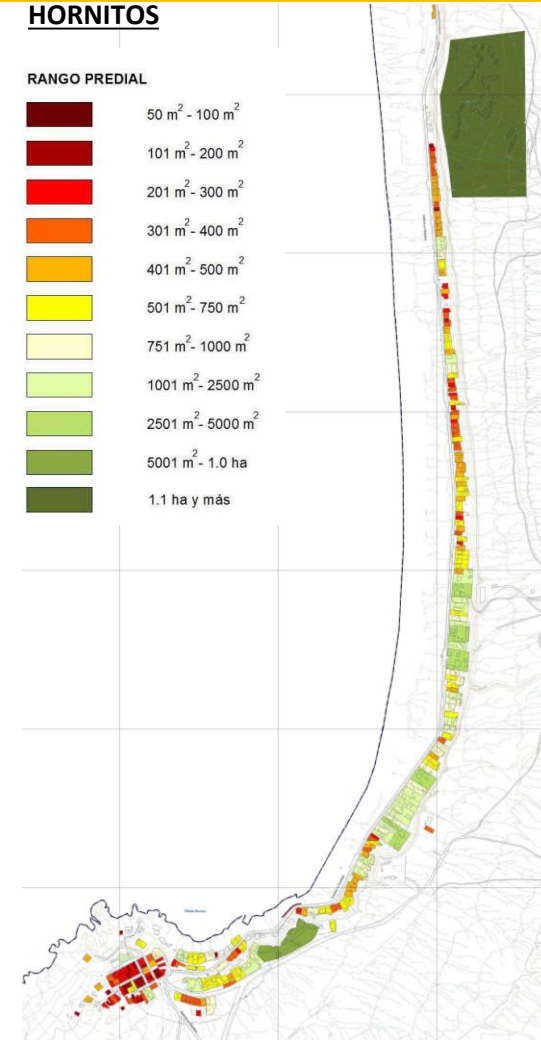 HORNITOS
RANGO PREDIAL
50 m² - 100 m²
101 m² - 200 m²
201 m² - 300 m²
301 m² - 400 m²
401 m² - 500 m²
501 m² - 750 m²
751 m² - 1000 m²
1001 m² - 2500 m²
2501 m² - 5000 m²
5001 m² - 1.0 ha
1.1 ha y más